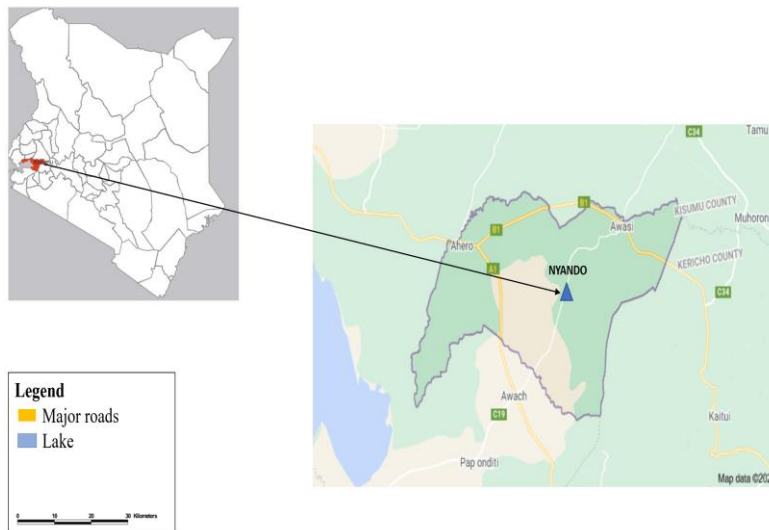 C34
Tamu
KISUMU COUNTY
B1
Awasi
Muhoron
B1
Ahero
KERICHO COUNTY
NYANDO
A1
C34
Legend
Major roads
Lake
Awach
C19
Kaitui
Pap onditi
Map data ©202
0 10 20 30 Kilometers